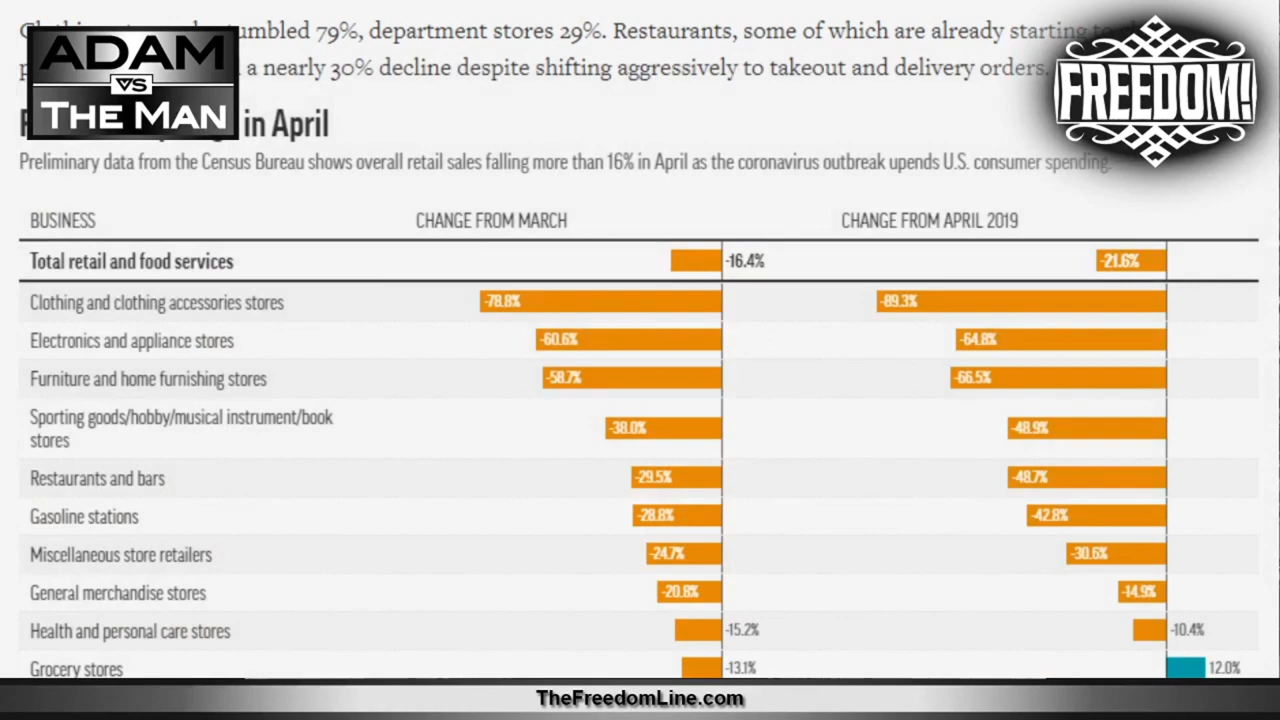 umbled 79%, department stores 29%. Restaurants, some of which are already starting
ADAM
VS
THE MAN
FREEDOM!
a nearly 30% decline despite shifting aggressively to takeout and delivery orders.
in April
Preliminary data from the Census Bureau shows overall retail sales falling more than 16% in April as the coronavirus outbreak upends U.S. consumer spending.
BUSINESS CHANGE FROM MARCH CHANGE FROM APRIL 2019
Total retail and food services -16.4% -21.6%
Clothing and clothing accessories stores -78.8% -89.3%
Electronics and appliance stores -60.6% -64.8%
Furniture and home furnishing stores -58.7% -66.5%
Sporting goods/hobby/musical instrument/book
stores -38.0% -48.9%
Restaurants and bars -29.5% -48.7%
Gasoline stations -28.8% -42.8%
Miscellaneous store retailers -24.7% -30.6%
General merchandise stores -20.8% -14.9%
Health and personal care stores -15.2% -10.4%
Grocery stores -13.1% 12.0%
TheFreedomLine.com